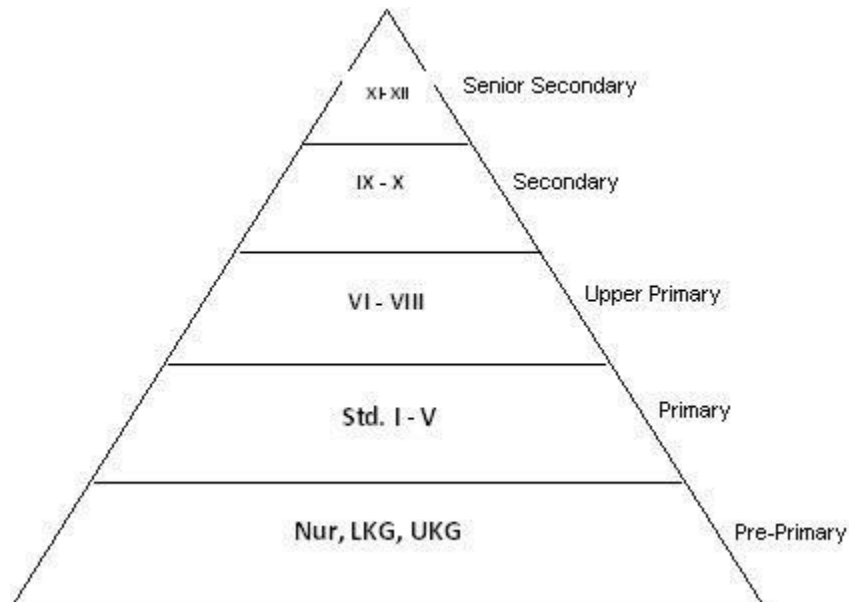 XI-XII Senior Secondary
IX - X Secondary
VI - VIII Upper Primary
Std. I - V Primary
Nur, LKG, UKG Pre-Primary